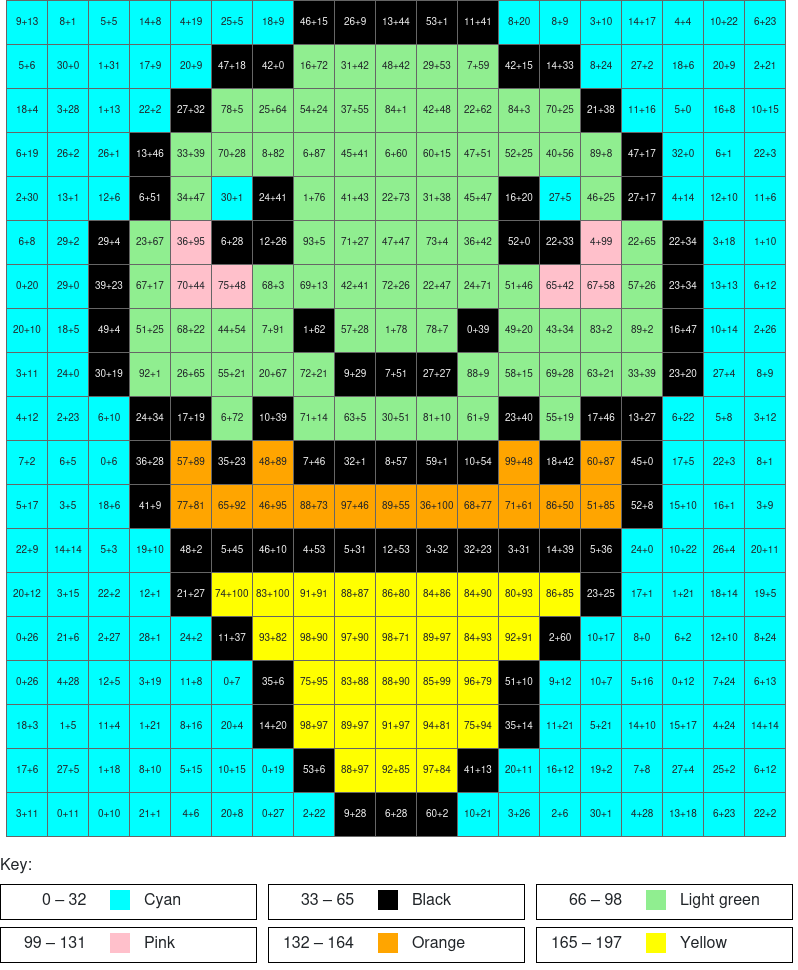 9+13 8+1 5+5 14+8 4+19 25+5 18+9 46+15 26+9 13+44 53+1 11+41 8+20 8+9 3+10 14+17 4+4 10+22 6+23
5+6 30+0 1+31 17+9 20+9 47+18 42+0 16+72 31+42 48+42 29+53 7+59 42+15 14+33 8+24 27+2 18+6 20+9 2+21
18+4 3+28 1+13 22+2 27+32 78+5 25+64 54+24 37+55 84+1 42+48 22+62 84+3 70+25 21+38 11+16 5+0 16+8 10+15
6+19 26+2 26+1 13+46 33+39 70+28 8+82 6+87 45+41 6+60 60+15 47+51 52+25 40+56 89+8 47+17 32+0 6+1 22+3
2+30 13+1 12+6 6+51 34+47 30+1 24+41 1+76 41+43 22+73 31+38 45+47 16+20 27+5 46+25 27+17 4+14 12+10 11+6
6+8 29+2 29+4 23+67 36+95 6+28 12+26 93+5 71+27 47+47 73+4 36+42 52+0 22+33 4+99 22+65 22+34 3+18 1+10
0+20 29+0 39+23 67+17 70+44 75+48 68+3 69+13 42+41 72+26 22+47 24+71 51+46 65+42 67+58 57+26 23+34 13+13 6+12
20+10 18+5 49+4 51+25 68+22 44+54 7+91 1+62 57+28 1+78 78+7 0+39 49+20 43+34 83+2 89+2 16+47 10+14 2+26
3+11 24+0 30+19 92+1 26+65 55+21 20+67 72+21 9+29 7+51 27+27 88+9 58+15 69+28 63+21 33+39 23+20 27+4 8+9
4+12 2+23 6+10 24+34 17+19 6+72 10+39 71+14 63+5 30+51 81+10 61+9 23+40 55+19 17+46 13+27 6+22 5+8 3+12
7+2 6+5 0+6 36+28 57+89 35+23 48+89 7+46 32+1 8+57 59+1 10+54 99+48 18+42 60+87 45+0 17+5 22+3 8+1
5+17 3+5 18+6 41+9 77+81 65+92 46+95 88+73 97+46 89+55 36+100 68+77 71+61 86+50 51+85 52+8 15+10 16+1 3+9
22+9 14+14 5+3 19+10 48+2 5+45 46+10 4+53 5+31 12+53 3+32 32+23 3+31 14+39 5+36 24+0 10+22 26+4 20+11
20+12 3+15 22+2 12+1 21+27 74+100 83+100 91+91 88+87 86+80 84+86 84+90 80+93 86+85 23+25 17+1 1+21 18+14 19+5
0+26 21+6 2+27 28+1 24+2 11+37 93+82 98+90 97+90 98+71 89+97 84+93 92+91 2+60 10+17 8+0 6+2 12+10 8+24
0+26 4+28 12+5 3+19 11+8 0+7 35+6 75+95 83+88 88+90 85+99 96+79 51+10 9+12 10+7 5+16 0+12 7+24 6+13
18+3 1+5 11+4 1+21 8+16 20+4 14+20 98+97 89+97 91+97 94+81 75+94 35+14 11+21 5+21 14+10 15+17 4+24 14+14
17+6 27+5 1+18 8+10 5+15 10+15 0+19 53+6 88+97 92+85 97+84 41+13 20+11 16+12 19+2 7+8 27+4 25+2 6+12
3+11 0+11 0+10 21+1 4+6 20+8 0+27 2+22 9+28 6+28 60+2 10+21 3+26 2+6 30+1 4+28 13+18 6+23 22+2
Key:
0 – 32 Cyan 33 – 65 Black 66 – 98 Light green
99 – 131 Pink 132 – 164 Orange 165 – 197 Yellow